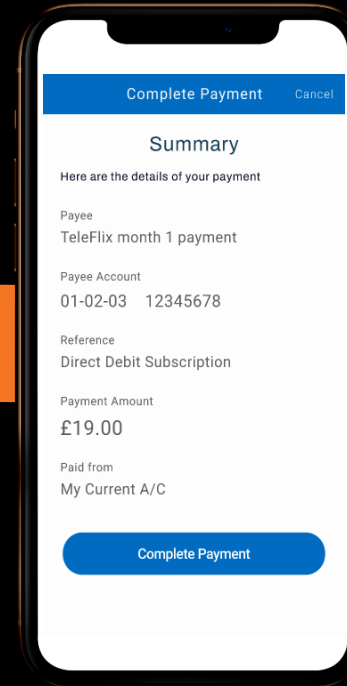 Complete Payment Cancel
Summary
Here are the details of your payment
Payee
TeleFlix month 1 payment
Payee Account
01-02-03 12345678
Reference
Direct Debit Subscription
Payment Amount
£19.00
Paid from
My Current A/C
Complete Payment